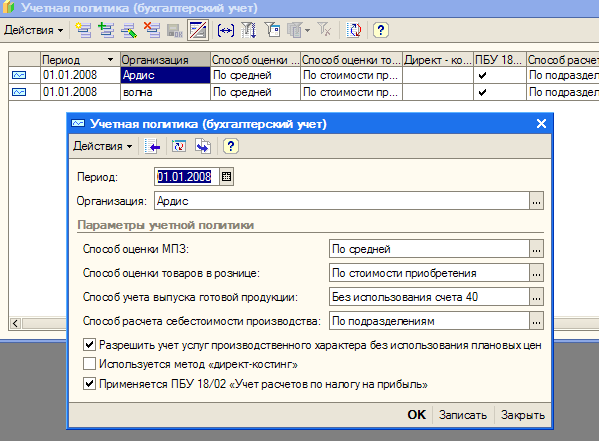 Учетная политика (бухгалтерский учет)
Действия ?
Период Организация Способ оценки ... Способ оценки то... Директ - ко... ПБУ 18... Способ расчета
01.01.2008 Ардис По средней По стоимости пр... По подраздел
01.01.2008 волна По средней По стоимости пр... По подраздел
Учетная политика (бухгалтерский учет)
Действия ?
Период: 01.01.2008
Организация: Ардис ...
Параметры учетной политики
Способ оценки МПЗ: По средней ...
Способ оценки товаров в рознице: По стоимости приобретения ...
Способ учета выпуска готовой продукции: Без использования счета 40 ...
Способ расчета себестоимости производства: По подразделениям ...
Разрешить учет услуг производственного характера без использования плановых цен
Используется метод «директ-костинг»
Применяется ПБУ 18/02 «Учет расчетов по налогу на прибыль»
OK Записать Закрыть